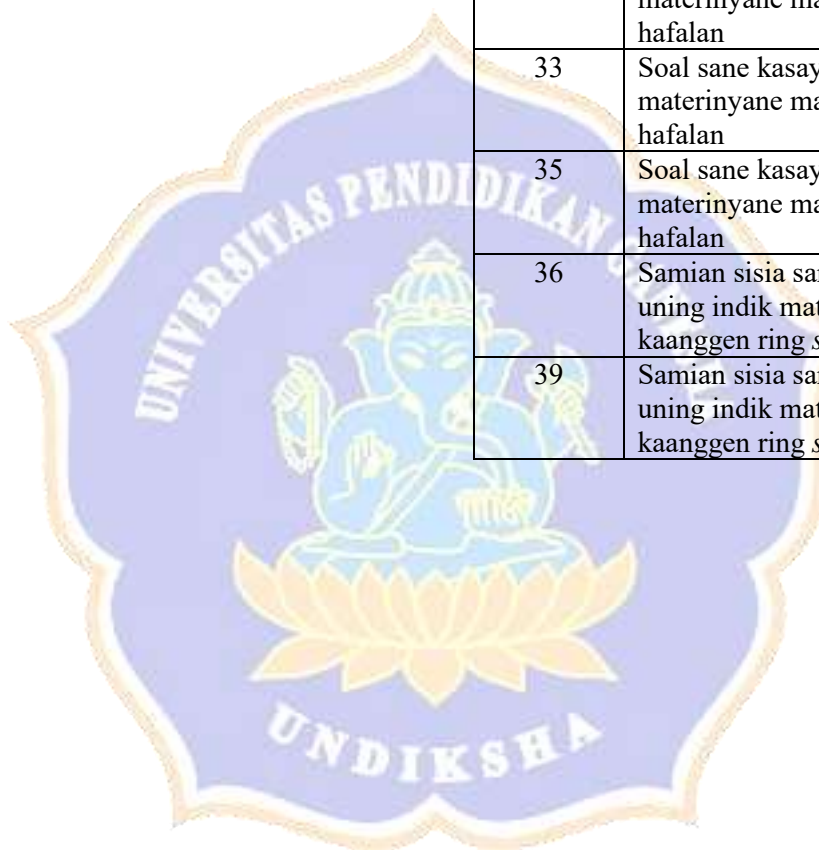 materinyane ma
hafalan
33 Soal sane kasay
materinyane ma
hafalan
35 Soal sane kasay
materinyane ma
hafalan
36 Samian sisia sa
uning indik mat
kaanggen ring s
39 Samian sisia sa
uning indik mat
kaanggen ring s
UNIVERSITAS PENDIDIKAN
UNDIKSHA